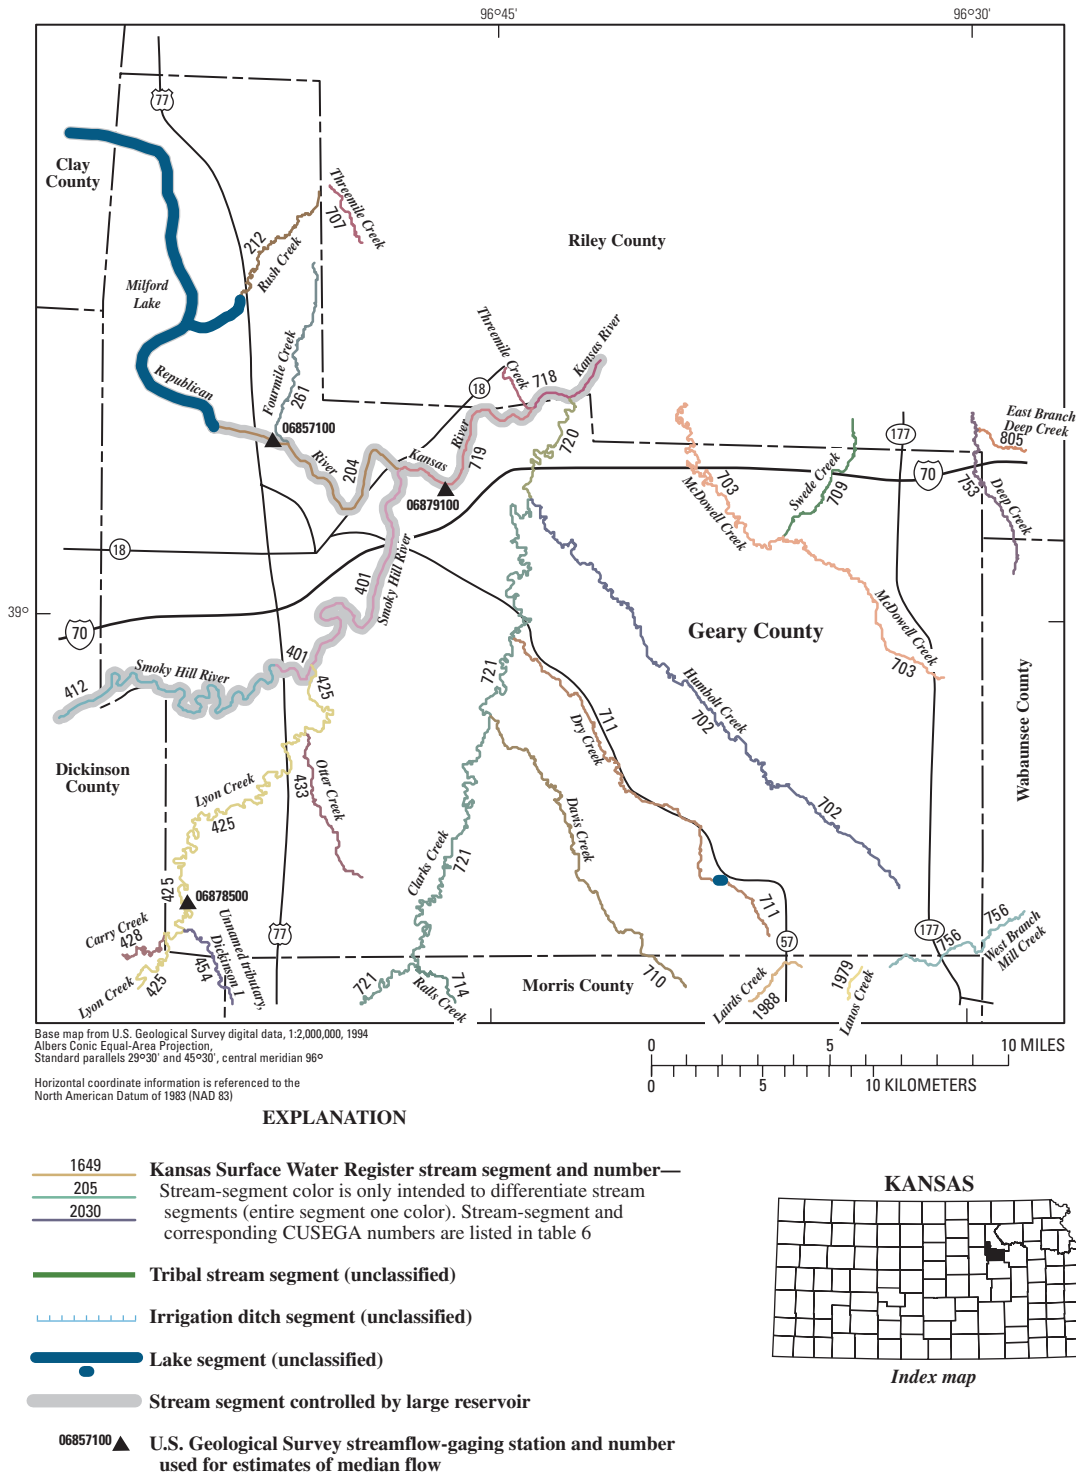 96°45'
96°30'
77
Clay
County
Threemile Creek
707
212
Rush Creek
Riley County
Milford
Lake
Fourmile Creek
261
Threemile Creek
Kansas River
718
18
Republican
06857100
River
204
Kansas
River
719
06879100
720
703
McDowell Creek
Swede Creek
709
177
East Branch
Deep Creek
805
70
753
Deep Creek
18
401
Smoky Hill River
39°
70
Geary County
McDowell Creek
703
Wabaunsee County
412
Smoky Hill River
401
425
721
711
Dry Creek
Humbolt Creek
702
Dickinson
County
Lyon Creek
425
433
Otter Creek
Davis Creek
702
Clarks Creek
721
425
06878500
711
Carry Creek
428
Unnamed tributary,
Dickinson 1
454
77
57
177
756
756
West Branch
Mill Creek
Lyon Creek
425
721
714
Ralls Creek
Morris County
710
Lairds Creek
1988
1979
Lanos Creek
Base map from U.S. Geological Survey digital data, 1:2,000,000, 1994
Albers Conic Equal-Area Projection,
Standard parallels 29°30' and 45°30', central meridian 96°
Horizontal coordinate information is referenced to the
North American Datum of 1983 (NAD 83)
0 5 10 MILES
0 5 10 KILOMETERS
EXPLANATION
1649
205
2030
Kansas Surface Water Register stream segment and number—
Stream-segment color is only intended to differentiate stream
segments (entire segment one color). Stream-segment and
corresponding CUSEGA numbers are listed in table 6
Tribal stream segment (unclassified)
Irrigation ditch segment (unclassified)
Lake segment (unclassified)
Stream segment controlled by large reservoir
06857100
U.S. Geological Survey streamflow-gaging station and number
used for estimates of median flow
KANSAS
Index map